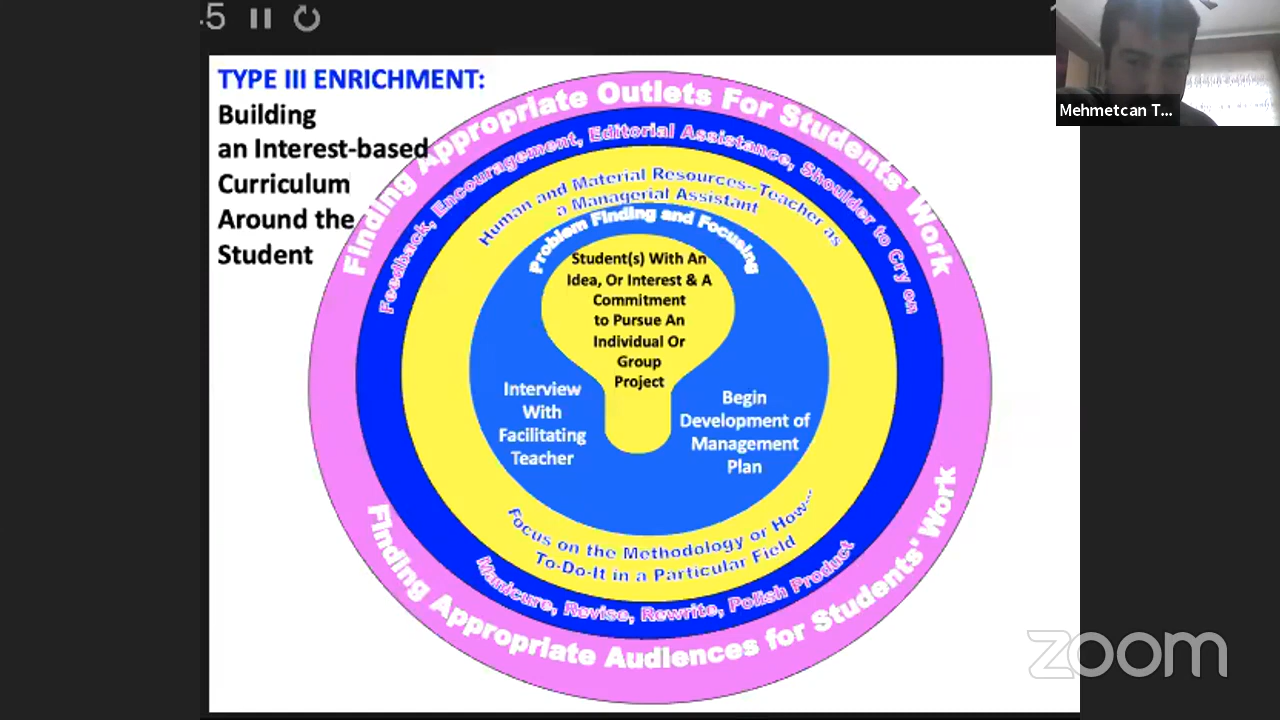 45
TYPE III ENRICHMENT:
Building
an Interest-based
Curriculum
Around the
Student
Finding Appropriate Outlets For Students' Work
Feedback, Encouragement, Editorial Assistance, Shoulder to Cry on
Human and Material Resources--Teacher as
a Managerial Assistant
Problem Finding and Focusing
Student(s) With An
Idea, Or Interest & A
Commitment
to Pursue An
Individual Or
Group
Project
Interview
With
Facilitating
Teacher
Begin
Development of
Management
Plan
Focus on the Methodology or How---
To-Do-It in a Particular Field
Manicure, Revise, Rewrite, Polish Product
Finding Appropriate Audiences for Students' Work
Mehmetcan T...
zoom